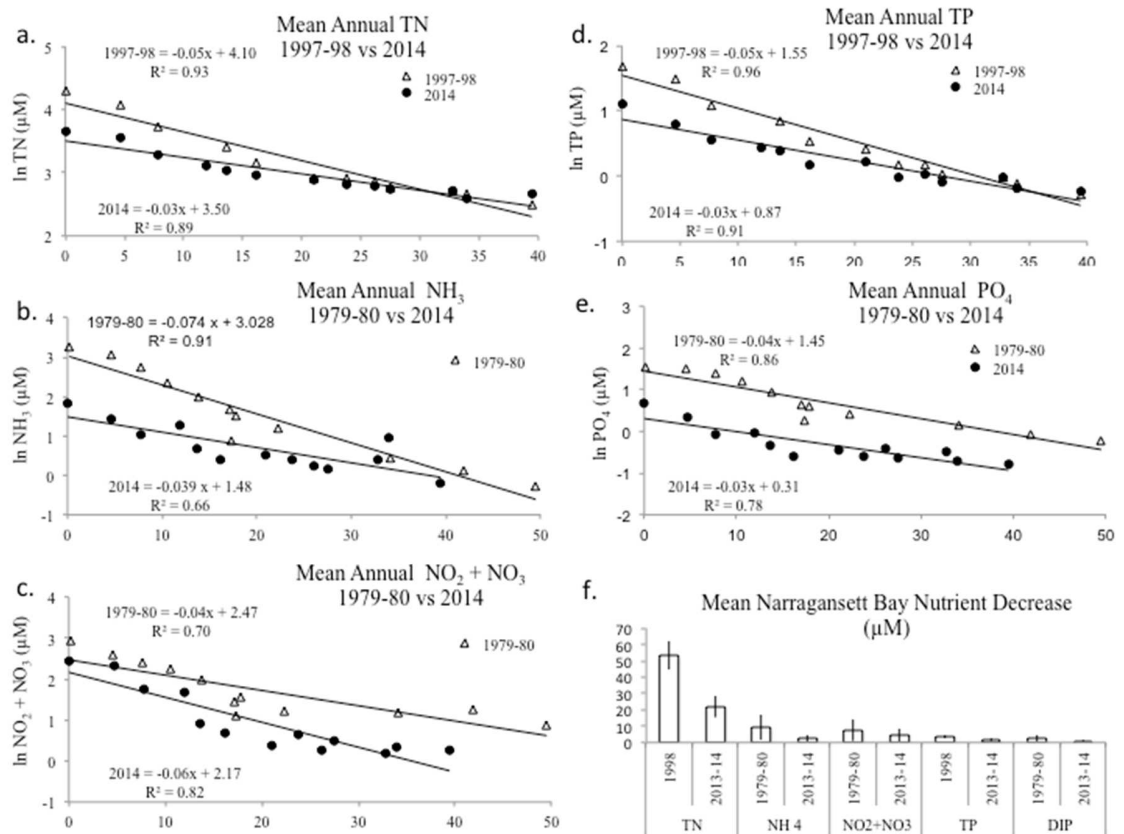 a.
Mean Annual TN
1997-98 vs 2014
1997-98 = -0.05x + 4.10
R² = 0.93
1997-98
2014
ln TN (µM)
5
4
3
2
2014 = -0.03x + 3.50
R² = 0.89
0 5 10 15 20 25 30 35 40
d.
Mean Annual TP
1997-98 vs 2014
1997-98 = -0.05x + 1.55
R² = 0.96
1997-98
2014
ln TP (µM)
2
1
0
-1
2014 = -0.03x + 0.87
R² = 0.91
0 5 10 15 20 25 30 35 40
b.
Mean Annual NH₃
1979-80 vs 2014
1979-80 = -0.074 x + 3.028
R² = 0.91
1979-80
ln NH₃ (µM)
4
3
2
1
0
-1
2014 = -0.039 x + 1.48
R² = 0.66
0 10 20 30 40 50
e.
Mean Annual PO₄
1979-80 vs 2014
1979-80 = -0.04x + 1.45
R² = 0.86
1979-80
2014
ln PO₄ (µM)
3
2
1
0
-1
-2
2014 = -0.03x + 0.31
R² = 0.78
0 10 20 30 40 50
c.
Mean Annual NO₂ + NO₃
1979-80 vs 2014
1979-80 = -0.04x + 2.47
R² = 0.70
1979-80
ln NO₂ + NO₃ (µM)
4
3
2
1
0
-1
2014 = -0.06x + 2.17
R² = 0.82
0 10 20 30 40 50
f.
Mean Narragansett Bay Nutrient Decrease
(µM)
70
60
50
40
30
20
10
0
1998 2013-14 1979-80 2013-14 1979-80 2013-14 1998 2013-14 1979-80 2013-14
TN NH 4 NO2+NO3 TP DIP